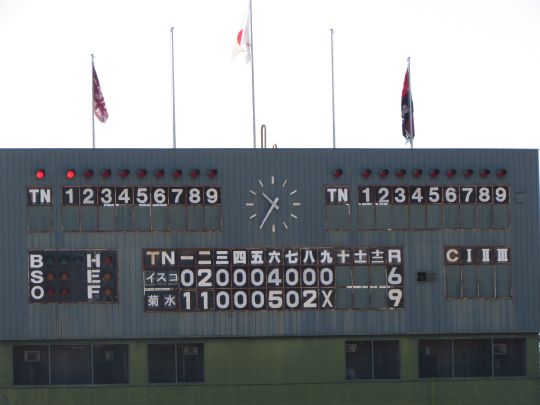 TN 1 2 3 4 5 6 7 8 9
TN 1 2 3 4 5 6 7 8 9
B H
S E
O F
TN 一 二 三 四 五 六 七 八 九 十 十一 十二 R
イスコ 0 2 0 0 0 4 0 0 0 6
菊水 1 1 0 0 0 5 0 2 X 9
C I II III